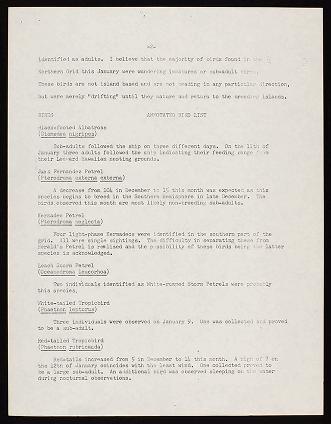 -2-
identified as adults. I believe that the majority of birds found in the
Northern Grid this January were wandering immatures or sub-adult
These birds are not island based and are not heading in any particular direction,
but were merely "drifting" until they mature and return to the breeding islands.
BIRDS ANNOTATED BIRD LIST
Black-footed Albatross
(Diomedea nigripes)
Sub-adults followed the ship on three different days. On the 11th of
January three adults followed the ship indicating their feeding range from
their Leeward Hawaiian nesting grounds.
Juan Fernandez Petrel
(Pterodroma externa externa)
A decrease from 104 in December to 15 this month was expected as this
species begins to breed in the Southern Hemisphere in late December. The
birds observed this month are most likely non-breeding sub-adults.
Kermadec Petrel
(Pterodroma neglecta)
Four light-phase Kermadecs were identified in the southern part of the
grid. All were single sightings. The difficulty in separating these from
Herald's Petrel is realized and the possibility of these birds being the latter
species is acknowledged.
Leach Storm Petrel
(Oceanodroma leucorhoa)
Two individuals identified as White-rumped Storm Petrels were probably
this species.
White-tailed Tropicbird
(Phaethon lepturus)
Three individuals were observed on January 9. One was collected and proved
to be a sub-adult.
Red-tailed Tropicbird
(Phaethon rubricauda)
Redtails increased from 5 in December to 14 this month. A high of 7 on
the 12th of January coincides with the least wind. One collected proved to
be a large sub-adult. An additional bird was observed sleeping on the water
during nocturnal observations.